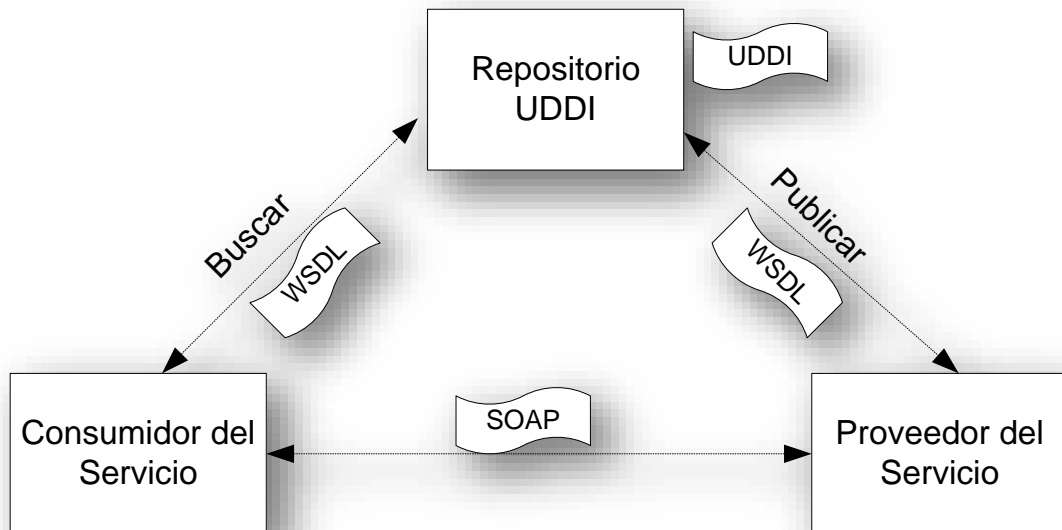 Repositorio
UDDI
UDDI
Buscar
WSDL
Publicar
WSDL
SOAP
Consumidor del
Servicio
Proveedor del
Servicio